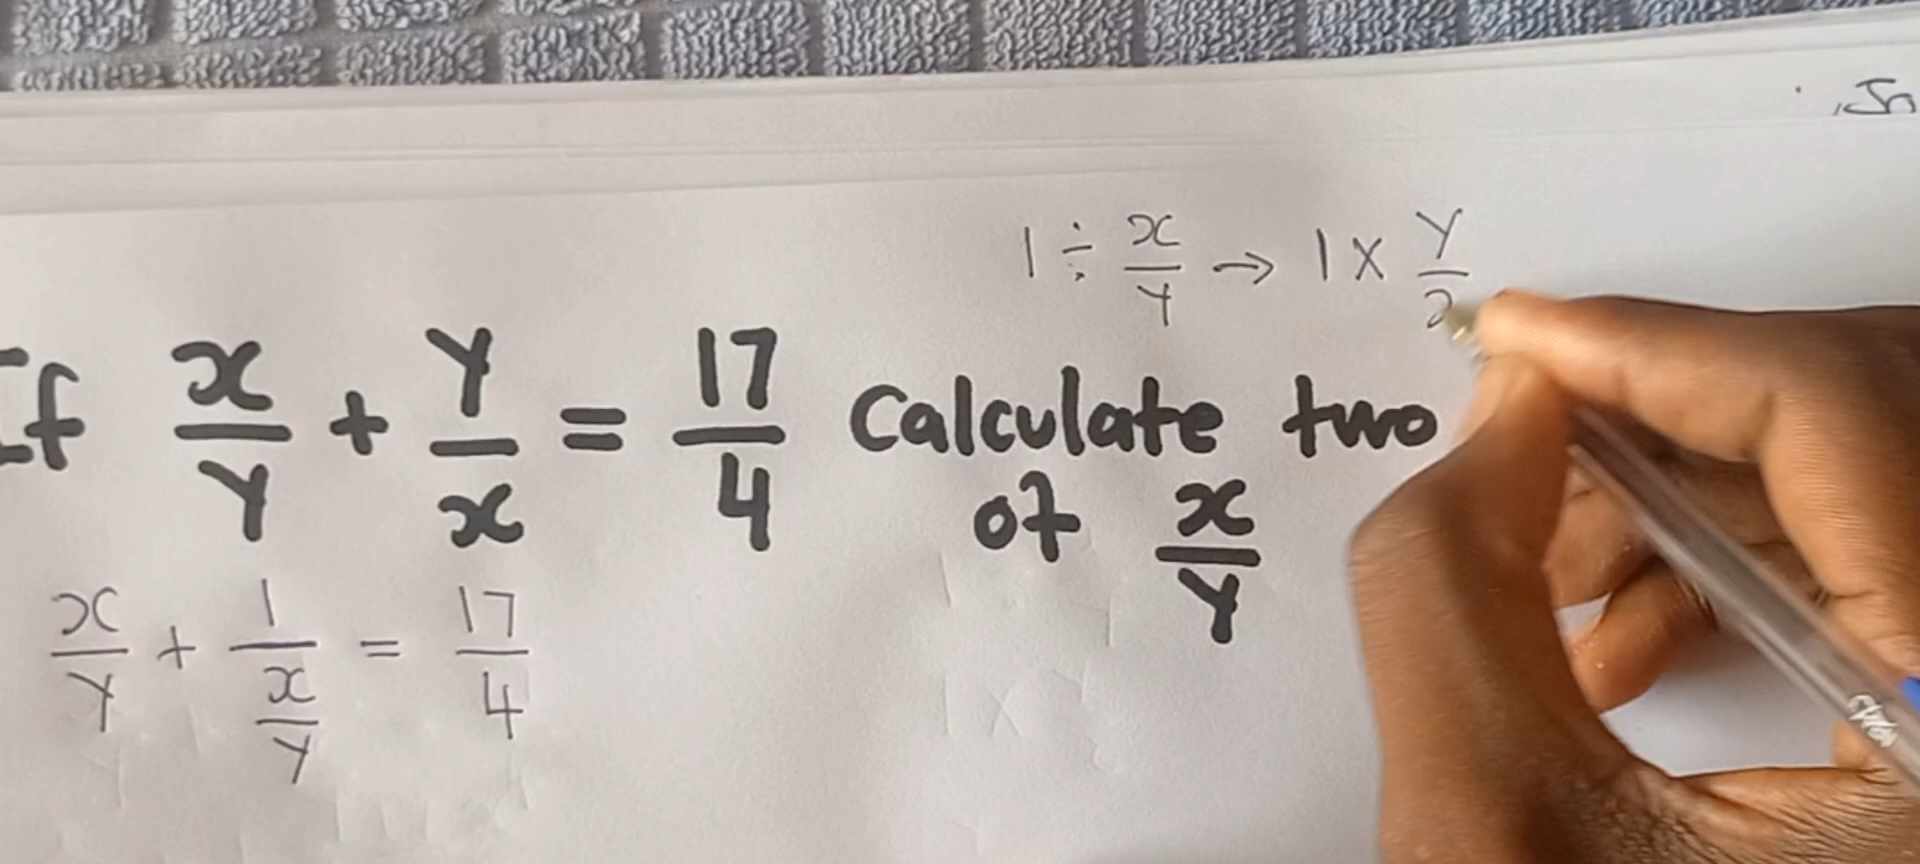 1 ÷ x/y → 1 × y/
If x/y + y/x = 17/4 Calculate two
of x/y
x/y + 1/(x/y) = 17/4